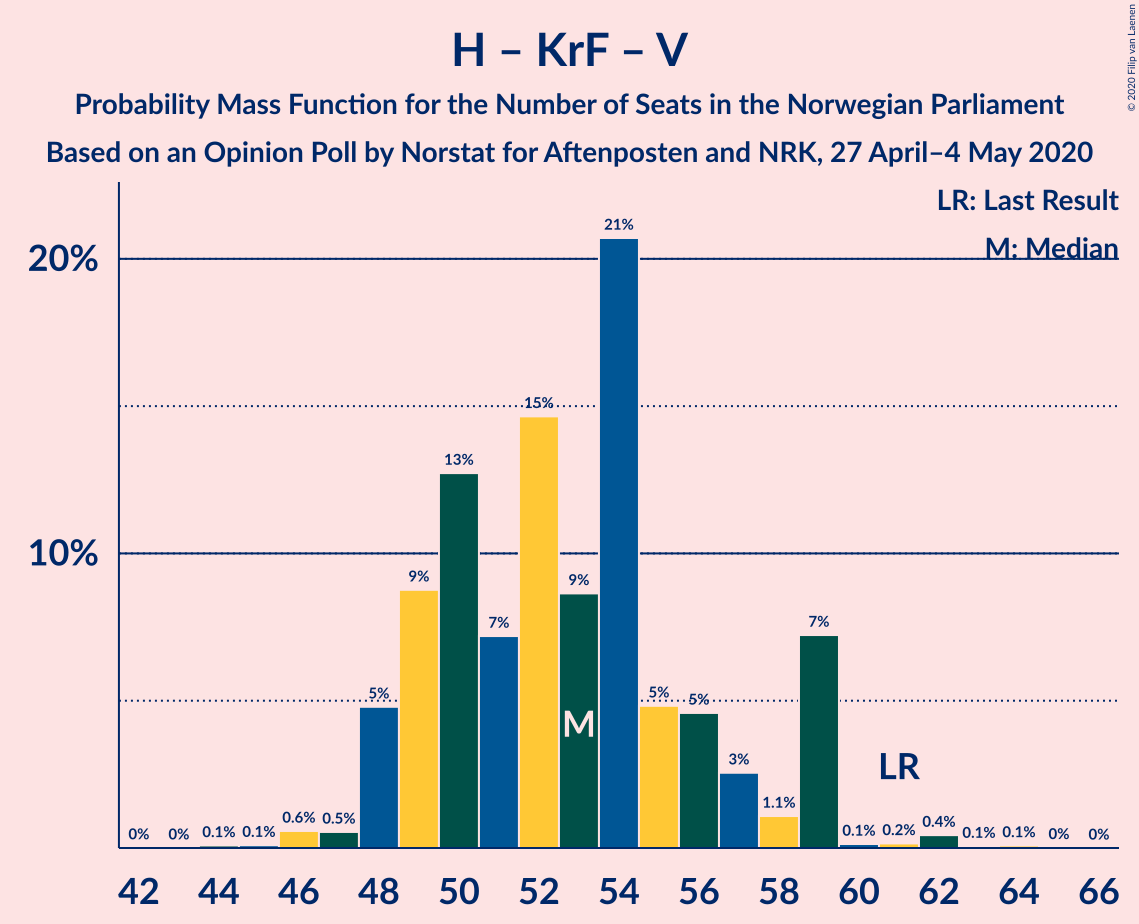 © 2020 Filip van Laenen
H – KrF – V
Probability Mass Function for the Number of Seats in the Norwegian Parliament
Based on an Opinion Poll by Norstat for Aftenposten and NRK, 27 April–4 May 2020
LR: Last Result
M: Median
20%
10%
0% 0% 0.1% 0.1% 0.6% 0.5% 5% 9% 13% 7% 15% 9% 21% 5% 5% 3% 1.1% 7% 0.1% 0.2% 0.4% 0.1% 0.1% 0% 0%
M
LR
42 44 46 48 50 52 54 56 58 60 62 64 66